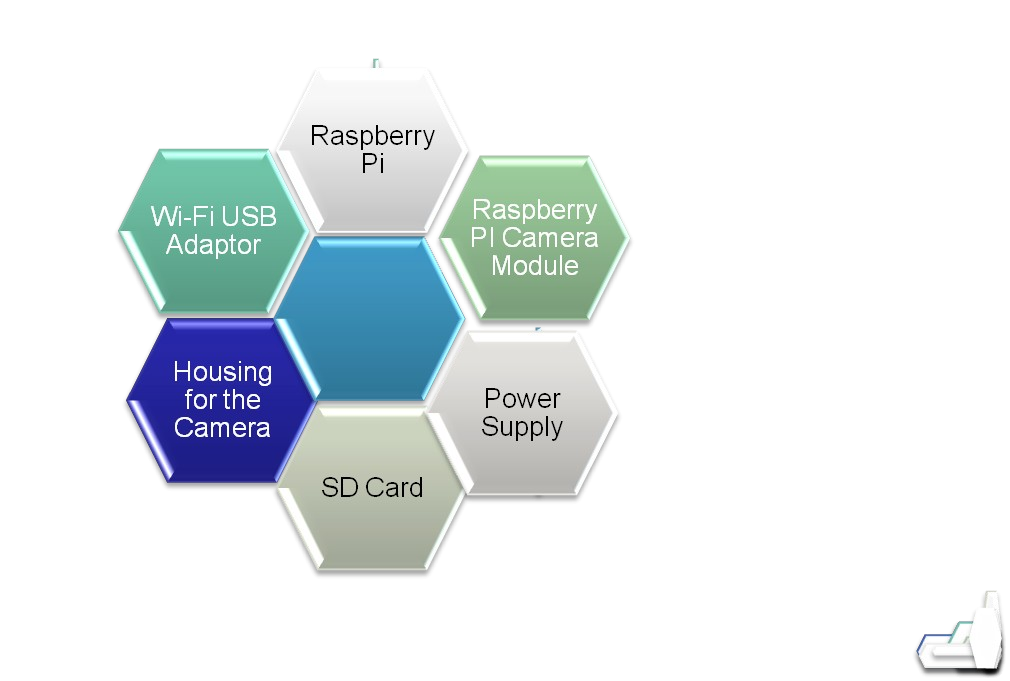 Raspberry
Pi
Wi-Fi USB
Adaptor
Raspberry
PI Camera
Module
Housing
for the
Camera
Power
Supply
SD Card